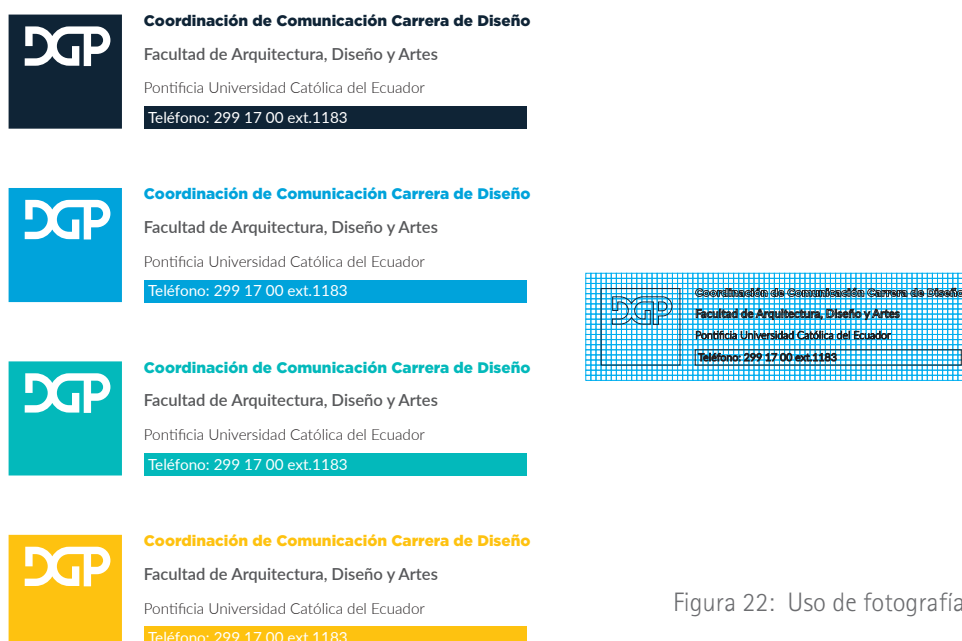 DGP
Coordinación de Comunicación Carrera de Diseño
Facultad de Arquitectura, Diseño y Artes
Pontificia Universidad Católica del Ecuador
Teléfono: 299 17 00 ext.1183
DGP
Coordinación de Comunicación Carrera de Diseño
Facultad de Arquitectura, Diseño y Artes
Pontificia Universidad Católica del Ecuador
Teléfono: 299 17 00 ext.1183
DGP
Coordinación de Comunicación Carrera de Diseño
Facultad de Arquitectura, Diseño y Artes
Pontificia Universidad Católica del Ecuador
Teléfono: 299 17 00 ext.1183
DGP
Coordinación de Comunicación Carrera de Diseño
Facultad de Arquitectura, Diseño y Artes
Pontificia Universidad Católica del Ecuador
Teléfono: 299 17 00 ext.1183
DGP
Coordinación de Comunicación Carrera de Diseño
Facultad de Arquitectura, Diseño y Artes
Pontificia Universidad Católica del Ecuador
Teléfono: 299 17 00 ext.1183
Figura 22: Uso de fotografía